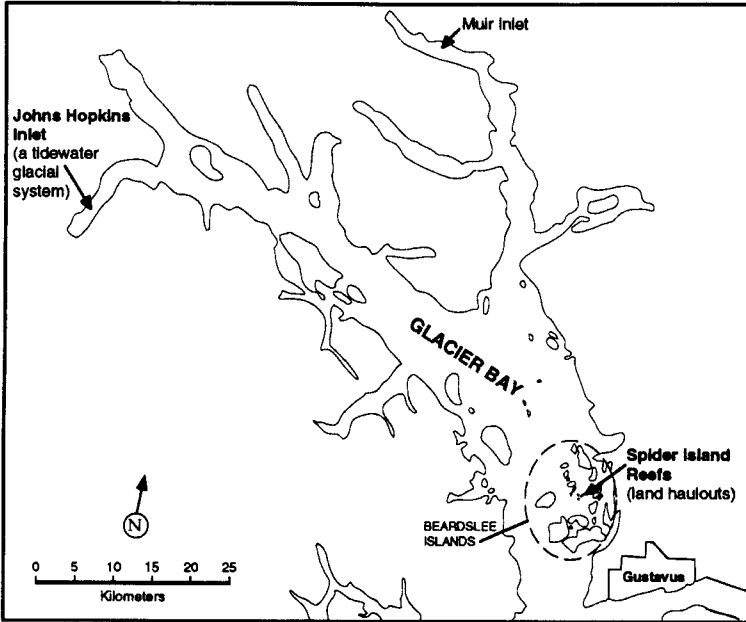 Muir Inlet
Johns Hopkins
Inlet
(a tidewater
glacial
system)
GLACIER BAY
Spider Island
Reefs
(land haulouts)
BEARDSLEE
ISLANDS
N
0 5 10 15 20 25
Kilometers
Gustavus